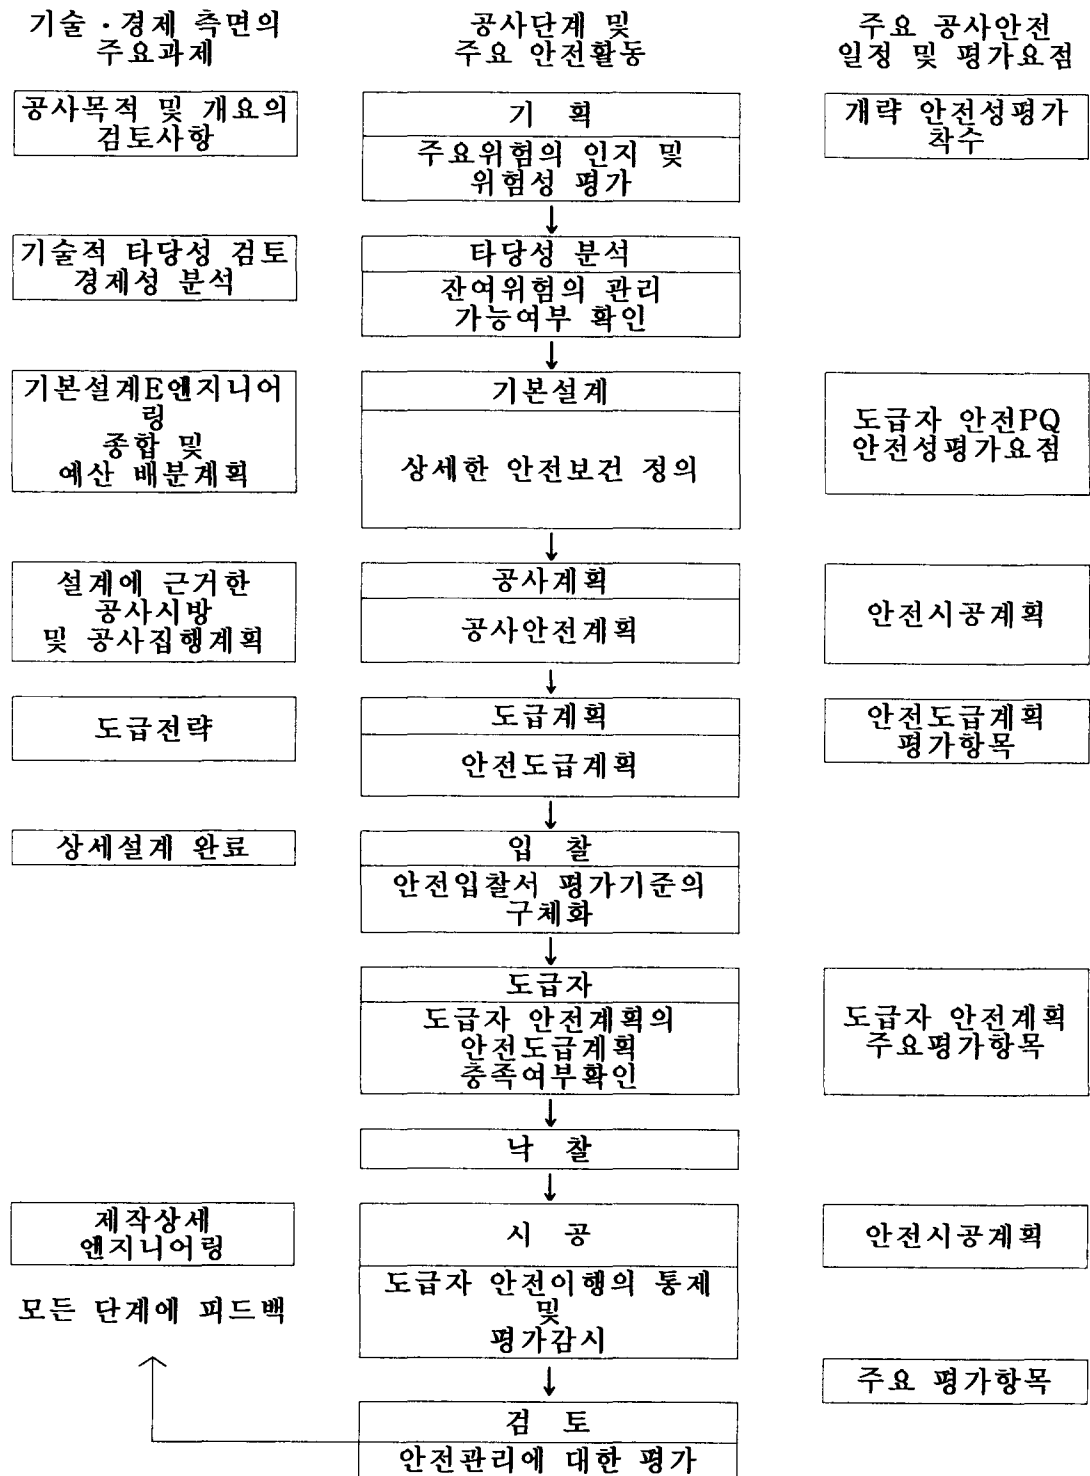 기술·경제 측면의
주요과제
공사단계 및
주요 안전활동
주요 공사안전
일정 및 평가요점
공사목적 및 개요의
검토사항
기 획
주요위험의 인지 및
위험성 평가
개략 안전성평가
착수
기술적 타당성 검토
경제성 분석
타당성 분석
잔여위험의 관리
가능여부 확인
기본설계E엔지니어
링
종합 및
예산 배분계획
기본설계
상세한 안전보건 정의
도급자 안전PQ
안전성평가요점
설계에 근거한
공사시방
및 공사집행계획
공사계획
공사안전계획
안전시공계획
도급전략
도급계획
안전도급계획
안전도급계획
평가항목
상세설계 완료
입 찰
안전입찰서 평가기준의
구체화
도급자
도급자 안전계획의
안전도급계획
충족여부확인
도급자 안전계획
주요평가항목
낙 찰
제작상세
엔지니어링
시 공
도급자 안전이행의 통제
및
평가감시
안전시공계획
모든 단계에 피드백
주요 평가항목
검 토
안전관리에 대한 평가